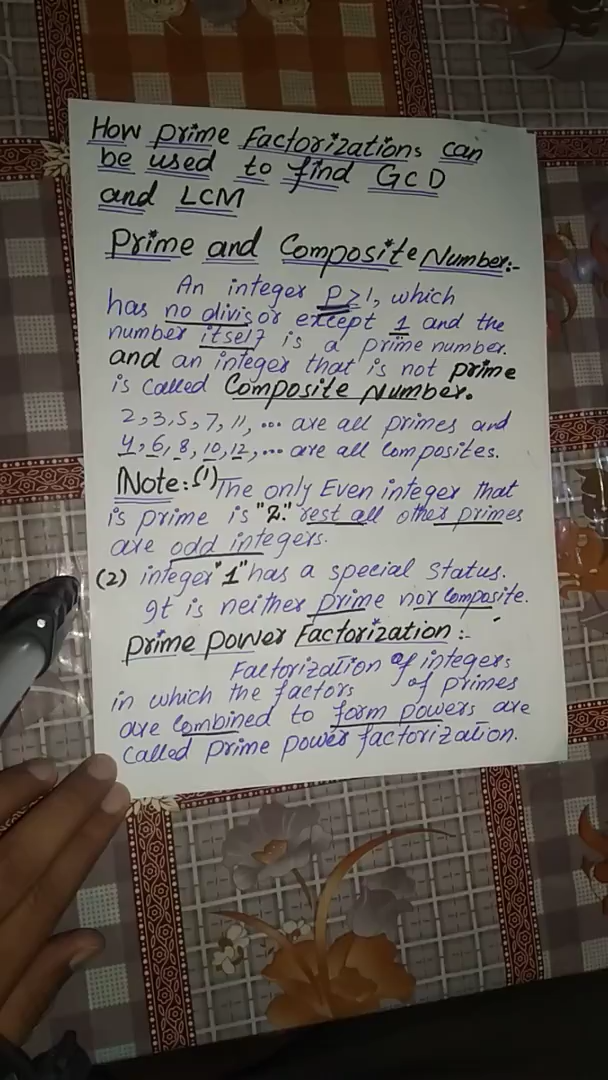 How prime Factorizations can
be used to find GCD
and LCM
Prime and Composite Number:-
An integer P≥1, which
has no divisor except 1 and the
number itself is a prime number.
and an integer that is not prime
is called Composite Number.
2,3,5,7,11,... are all primes and
4,6,8,10,12,... are all composites.
Note:- (1) The only Even integer that
is prime is "2." rest all other primes
are odd integers.
(2) integer "1" has a special status.
It is neither prime nor composite.
Prime power Factorization:-
Factorization of integers
in which the factors of primes
are combined to form powers are
called prime power factorization.